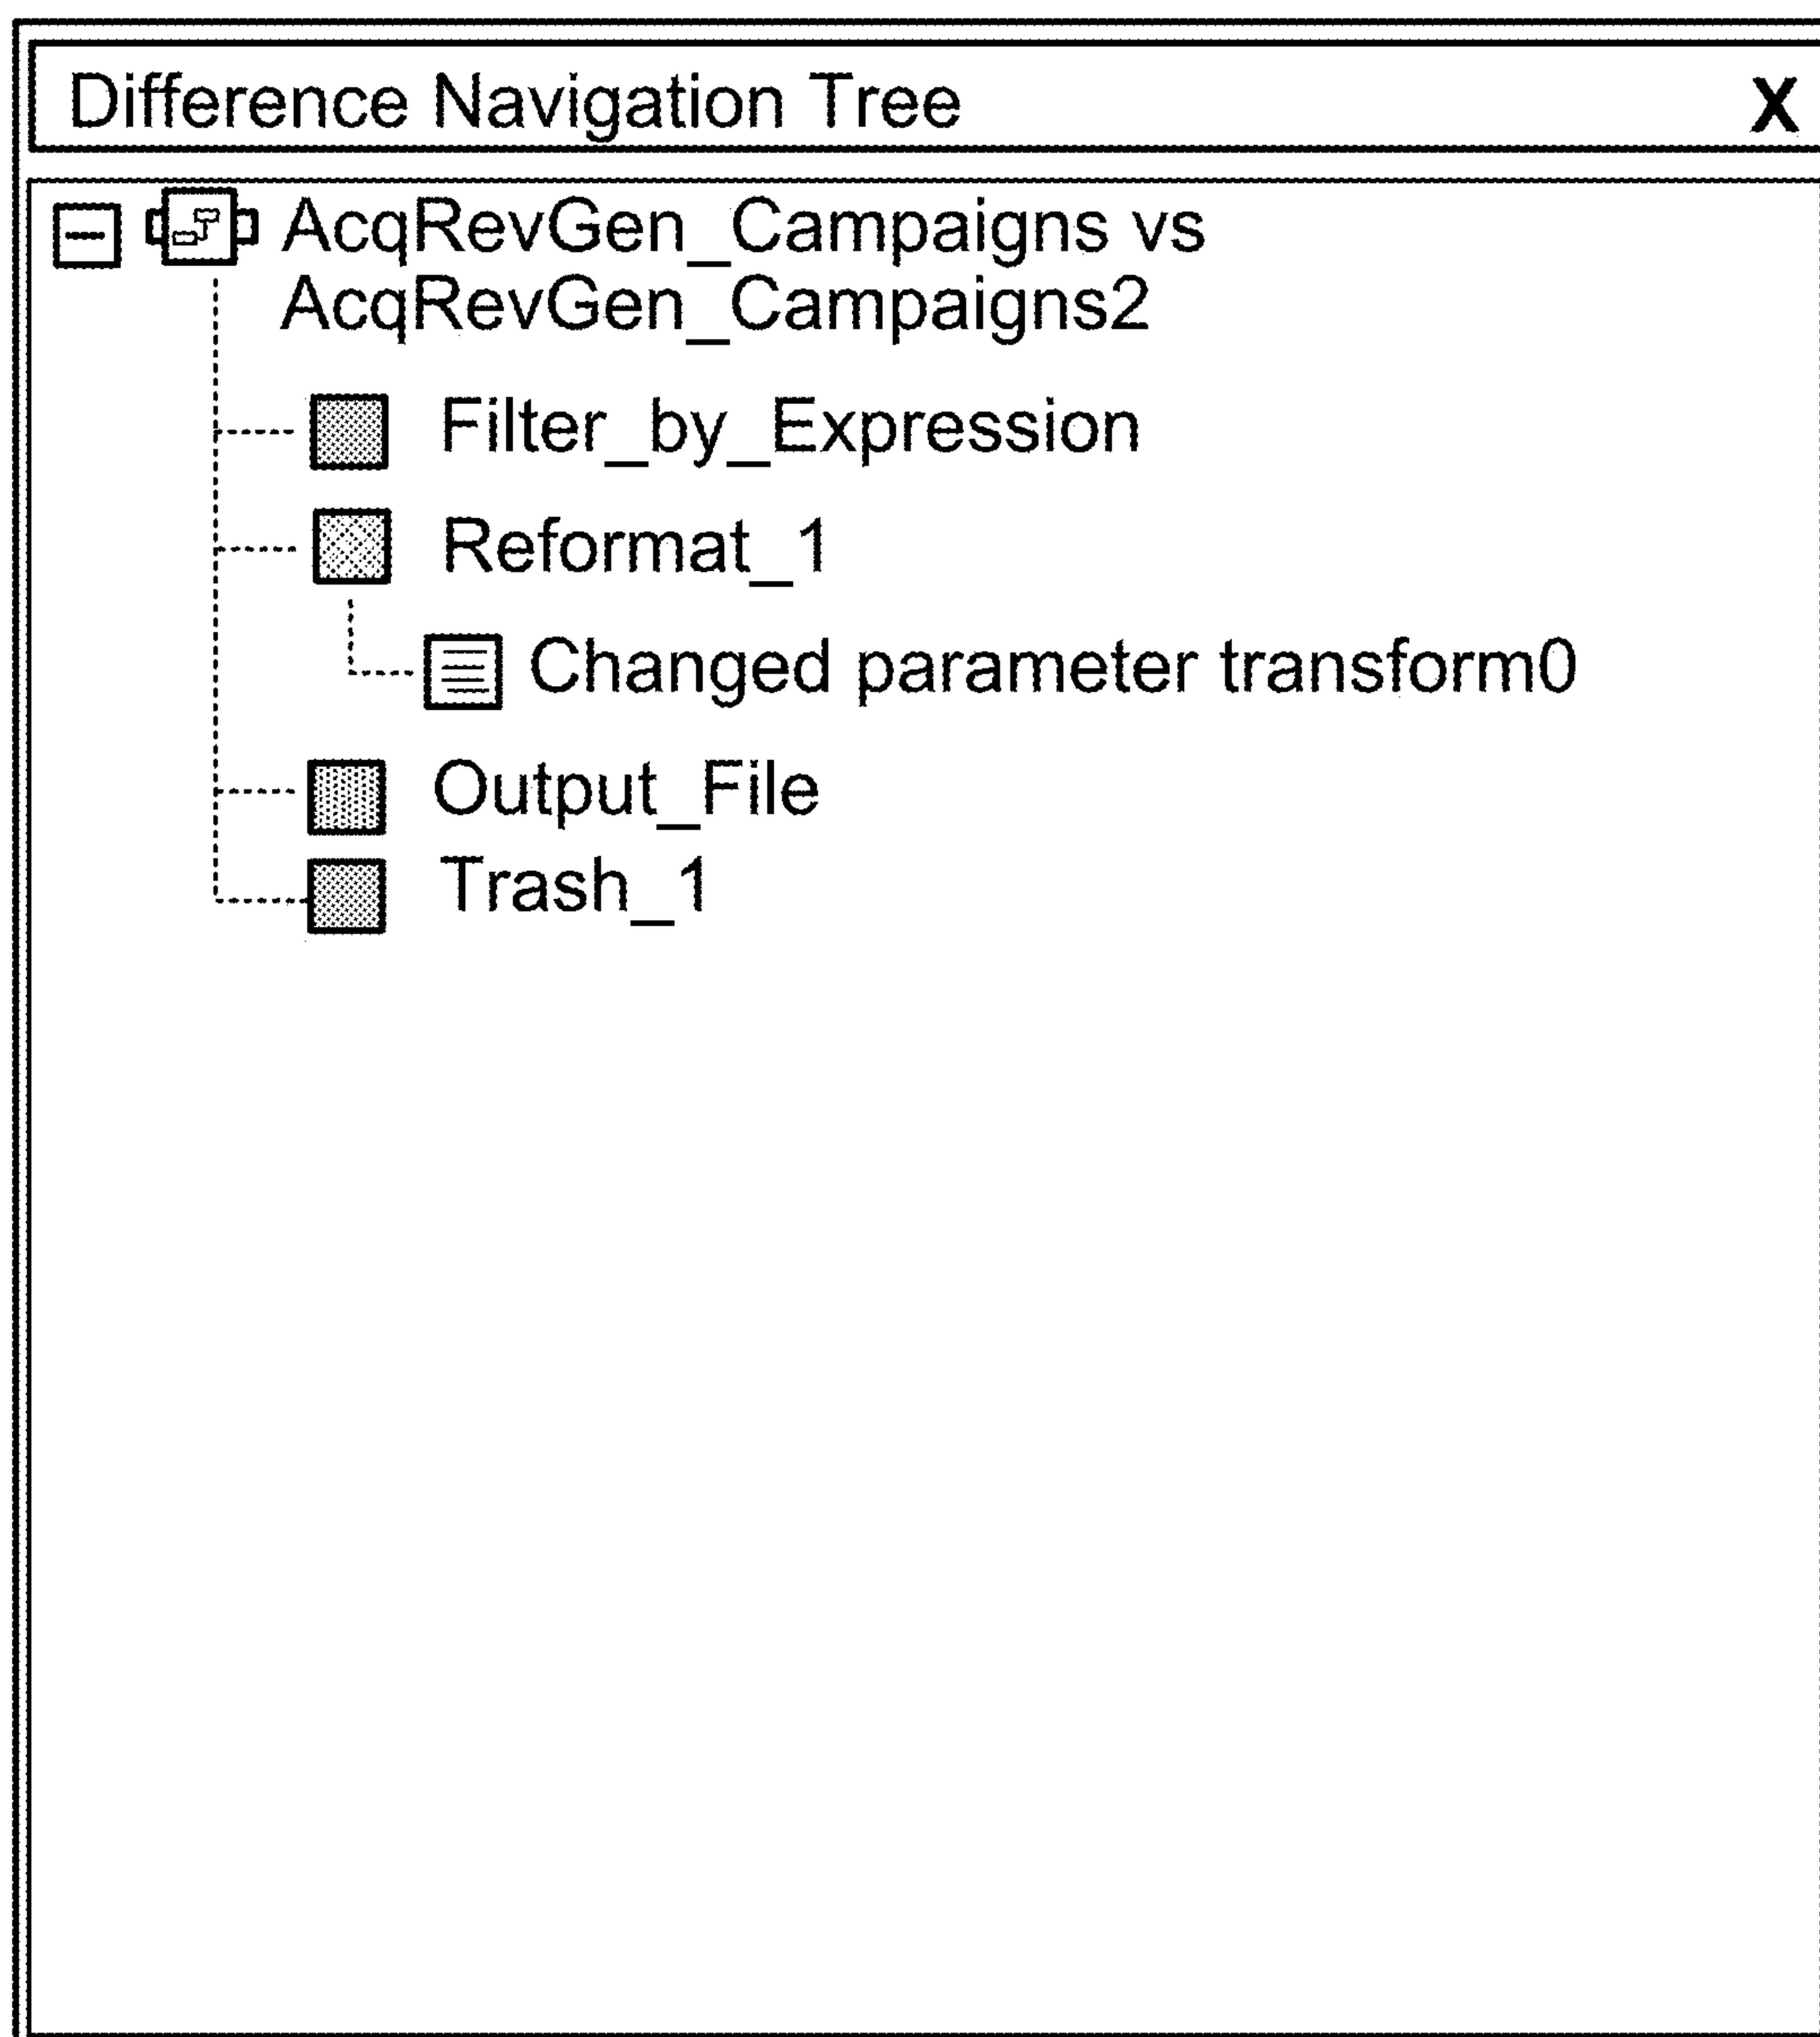 Difference Navigation Tree X
AcqRevGen_Campaigns vs
AcqRevGen_Campaigns2
Filter_by_Expression
Reformat_1
Changed parameter transform0
Output_File
Trash_1